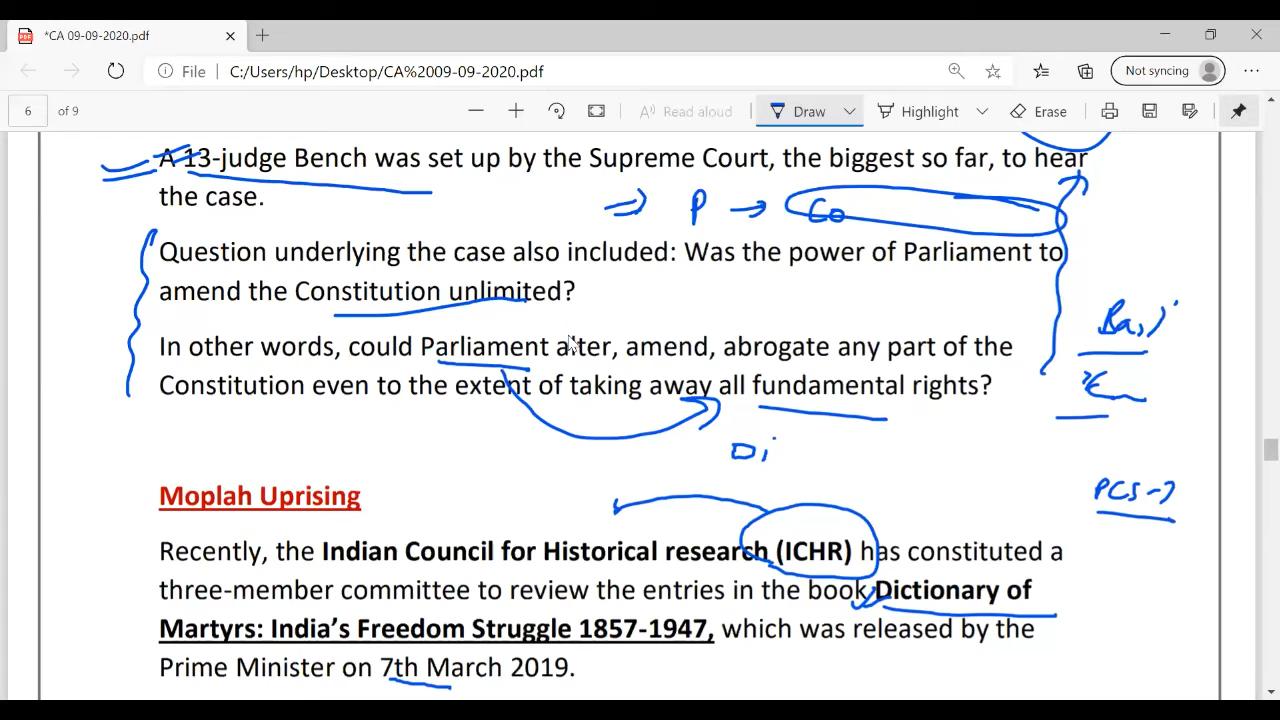 *CA 09-09-2020.pdf
File C:/Users/hp/Desktop/CA%2009-09-2020.pdf Not syncing
6 of 9 Read aloud Draw Highlight Erase
A 13-judge Bench was set up by the Supreme Court, the biggest so far, to hear
the case.
P
Question underlying the case also included: Was the power of Parliament to
amend the Constitution unlimited?
In other words, could Parliament alter, amend, abrogate any part of the
Constitution even to the extent of taking away all fundamental rights?
Di
Moplah Uprising
PCS
Recently, the Indian Council for Historical research (ICHR) has constituted a
three-member committee to review the entries in the book Dictionary of
Martyrs: India’s Freedom Struggle 1857-1947, which was released by the
Prime Minister on 7th March 2019.